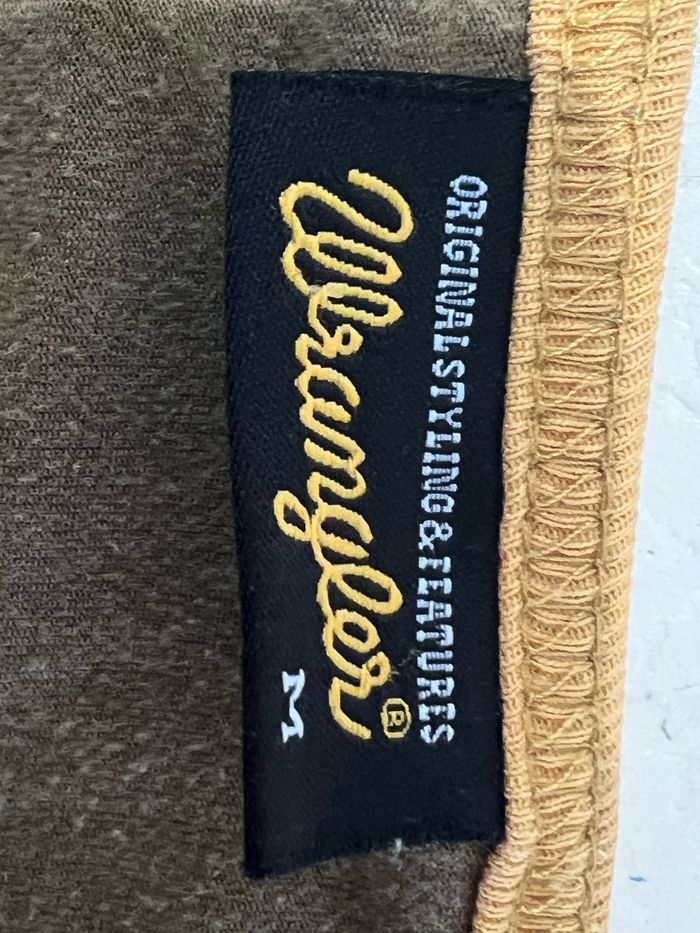 ORIGINAL STYLING & FEATURES
Wrangler®
M